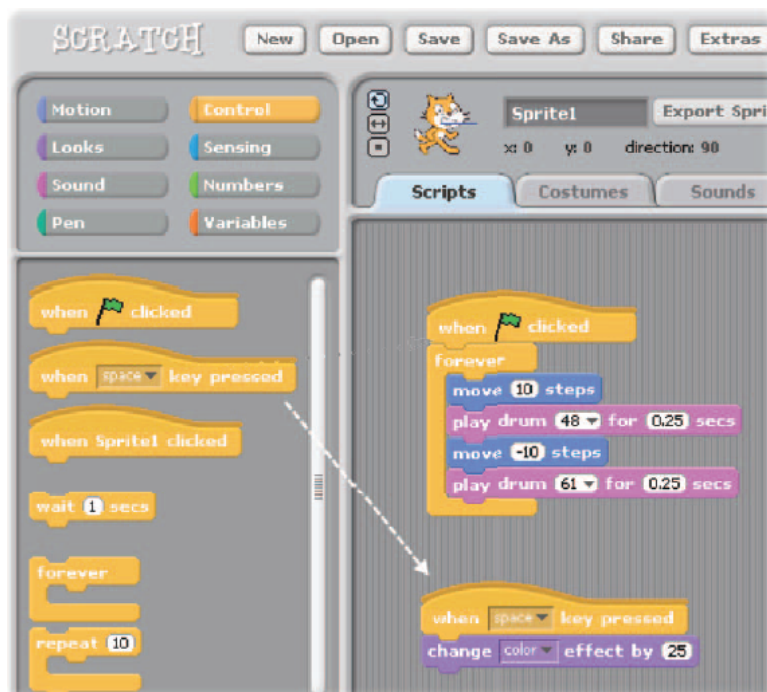 SCRATCH New Open Save Save As Share Extras
Motion Control
Looks Sensing
Sound Numbers
Pen Variables
Sprite1 Export Spri
x: 0 y: 0 direction: 90
Scripts Costumes Sounds
when clicked
when space key pressed
when Sprite1 clicked
wait 1 secs
forever
repeat 10
when clicked
forever
move 10 steps
play drum 48 for 0.25 secs
move -10 steps
play drum 61 for 0.25 secs
when space key pressed
change color effect by 25